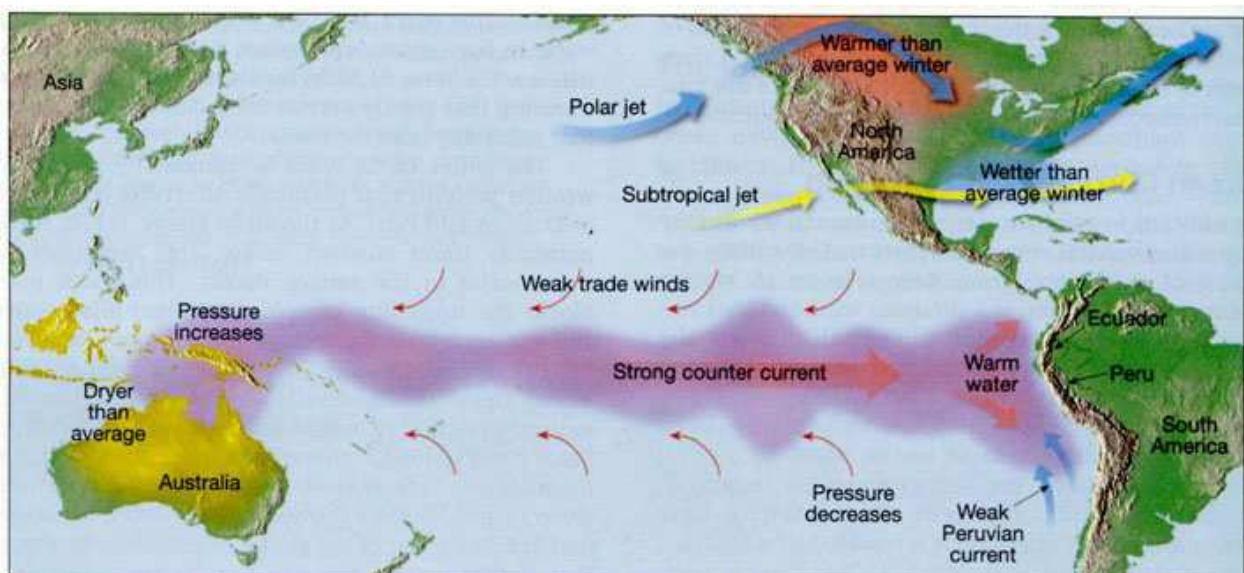 Asia
Polar jet
Warmer than
average winter
North
America
Subtropical jet
Wetter than
average winter
Weak trade winds
Pressure
increases
Ecuador
Strong counter current
Warm
water
Peru
Dryer
than
average
South
America
Australia
Pressure
decreases
Weak
Peruvian
current